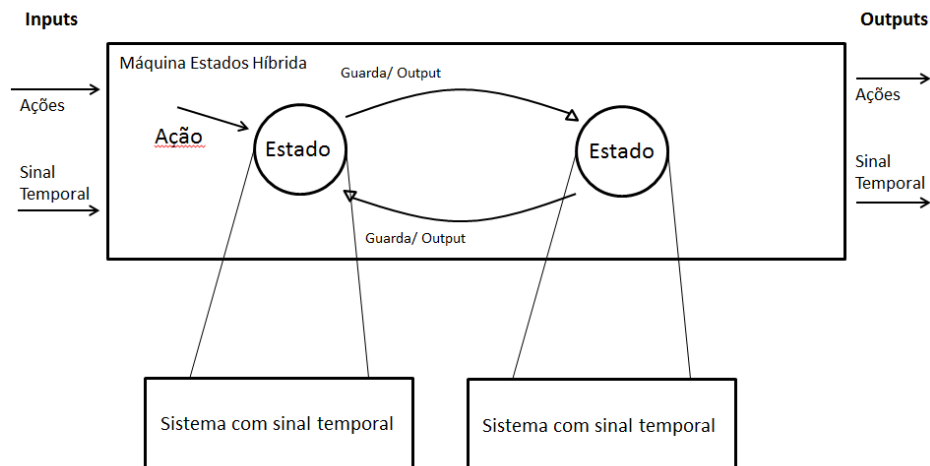 Inputs
Outputs
Máquina Estados Híbrida
Guarda/ Output
Ações
Ação
Estado
Estado
Ações
Sinal
Temporal
Sinal
Temporal
Guarda/ Output
Sistema com sinal temporal
Sistema com sinal temporal